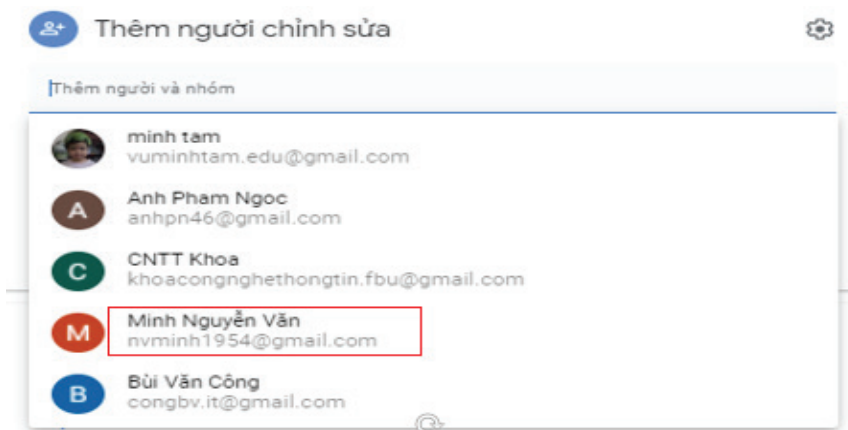 Thêm người chỉnh sửa
Thêm người và nhóm
minh tam
vuminhtam.edu@gmail.com
A
Anh Pham Ngoc
anhpn46@gmail.com
C
CNTT Khoa
khoacongnghethongtin.fbu@gmail.com
M
Minh Nguyễn Văn
nvminh1954@gmail.com
B
Bùi Văn Công
congbv.it@gmail.com